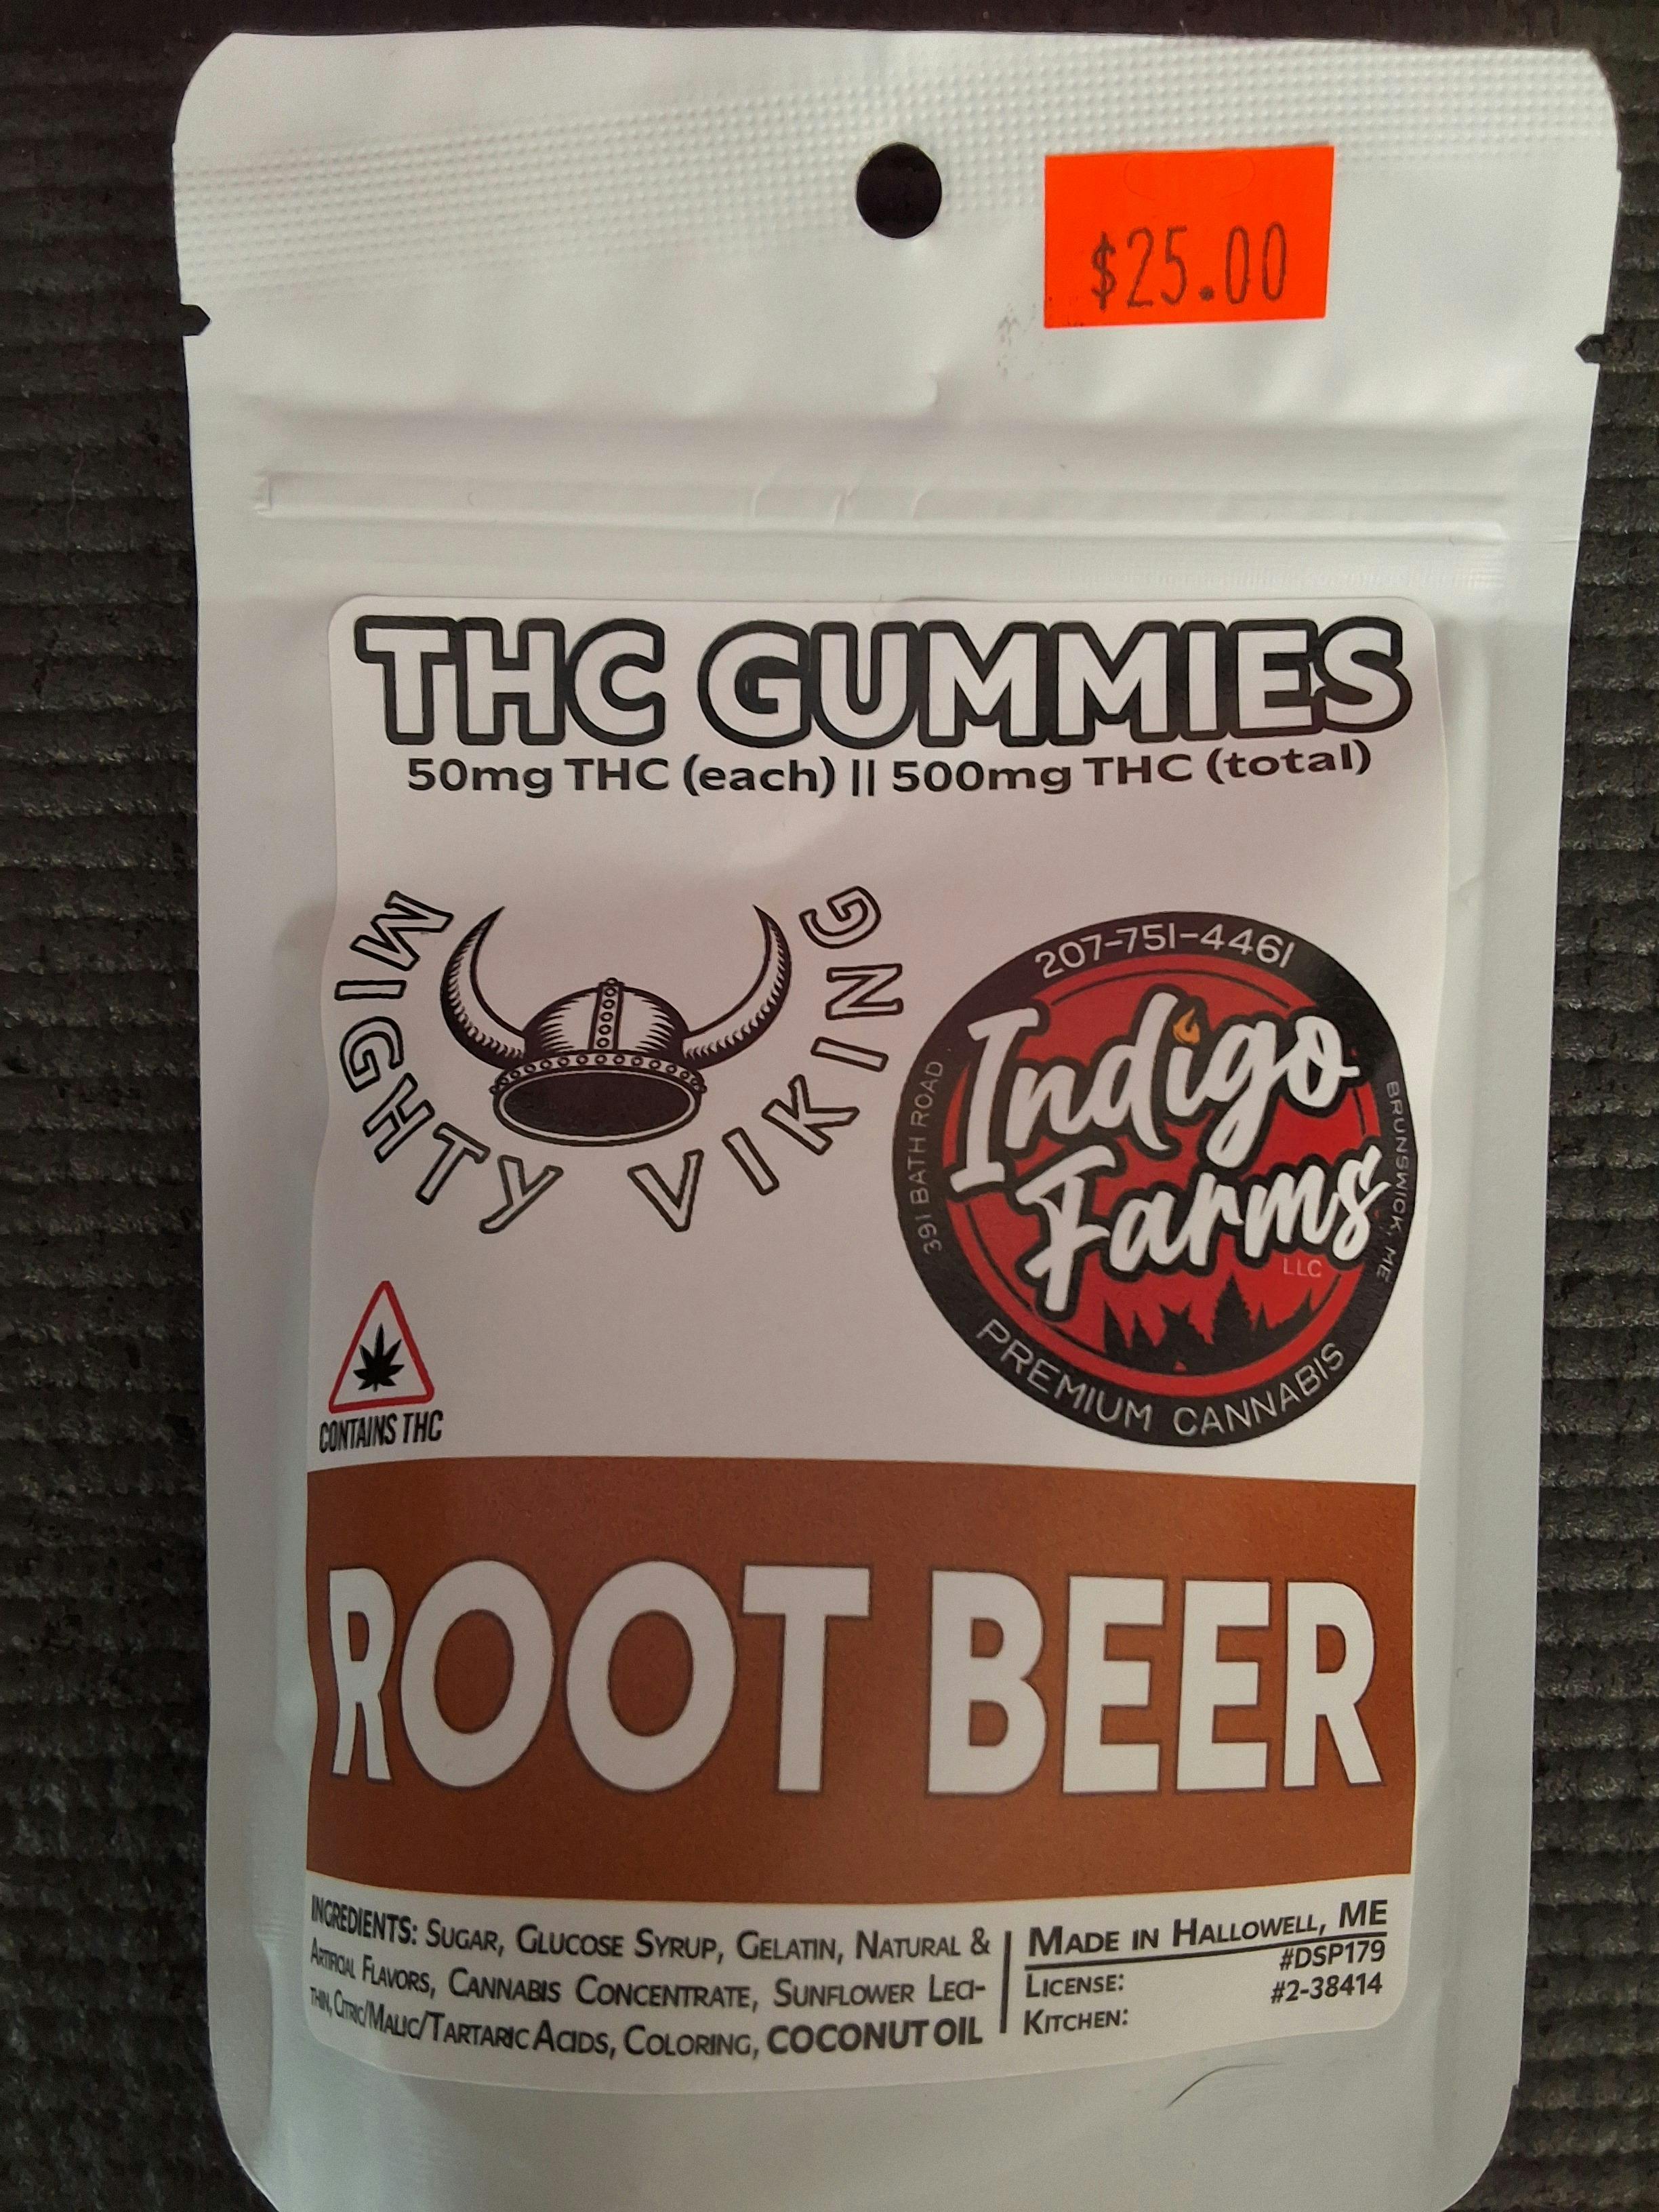 $25.00
THC GUMMIES
50mg THC (each) || 500mg THC (total)
MIGHTY VIKING
207-751-4461
391 BATH ROAD
BRUNSWICK, ME
Indigo
Farms
LLC
PREMIUM CANNABIS
CONTAINS THC
ROOT BEER
INGREDIENTS: SUGAR, GLUCOSE SYRUP, GELATIN, NATURAL &
ARTIFICIAL FLAVORS, CANNABIS CONCENTRATE, SUNFLOWER LECI-
THIN, CITRIC/MALIC/TARTARIC ACIDS, COLORING, COCONUT OIL
MADE IN HALLOWELL, ME
LICENSE: #DSP179
KITCHEN: #2-38414